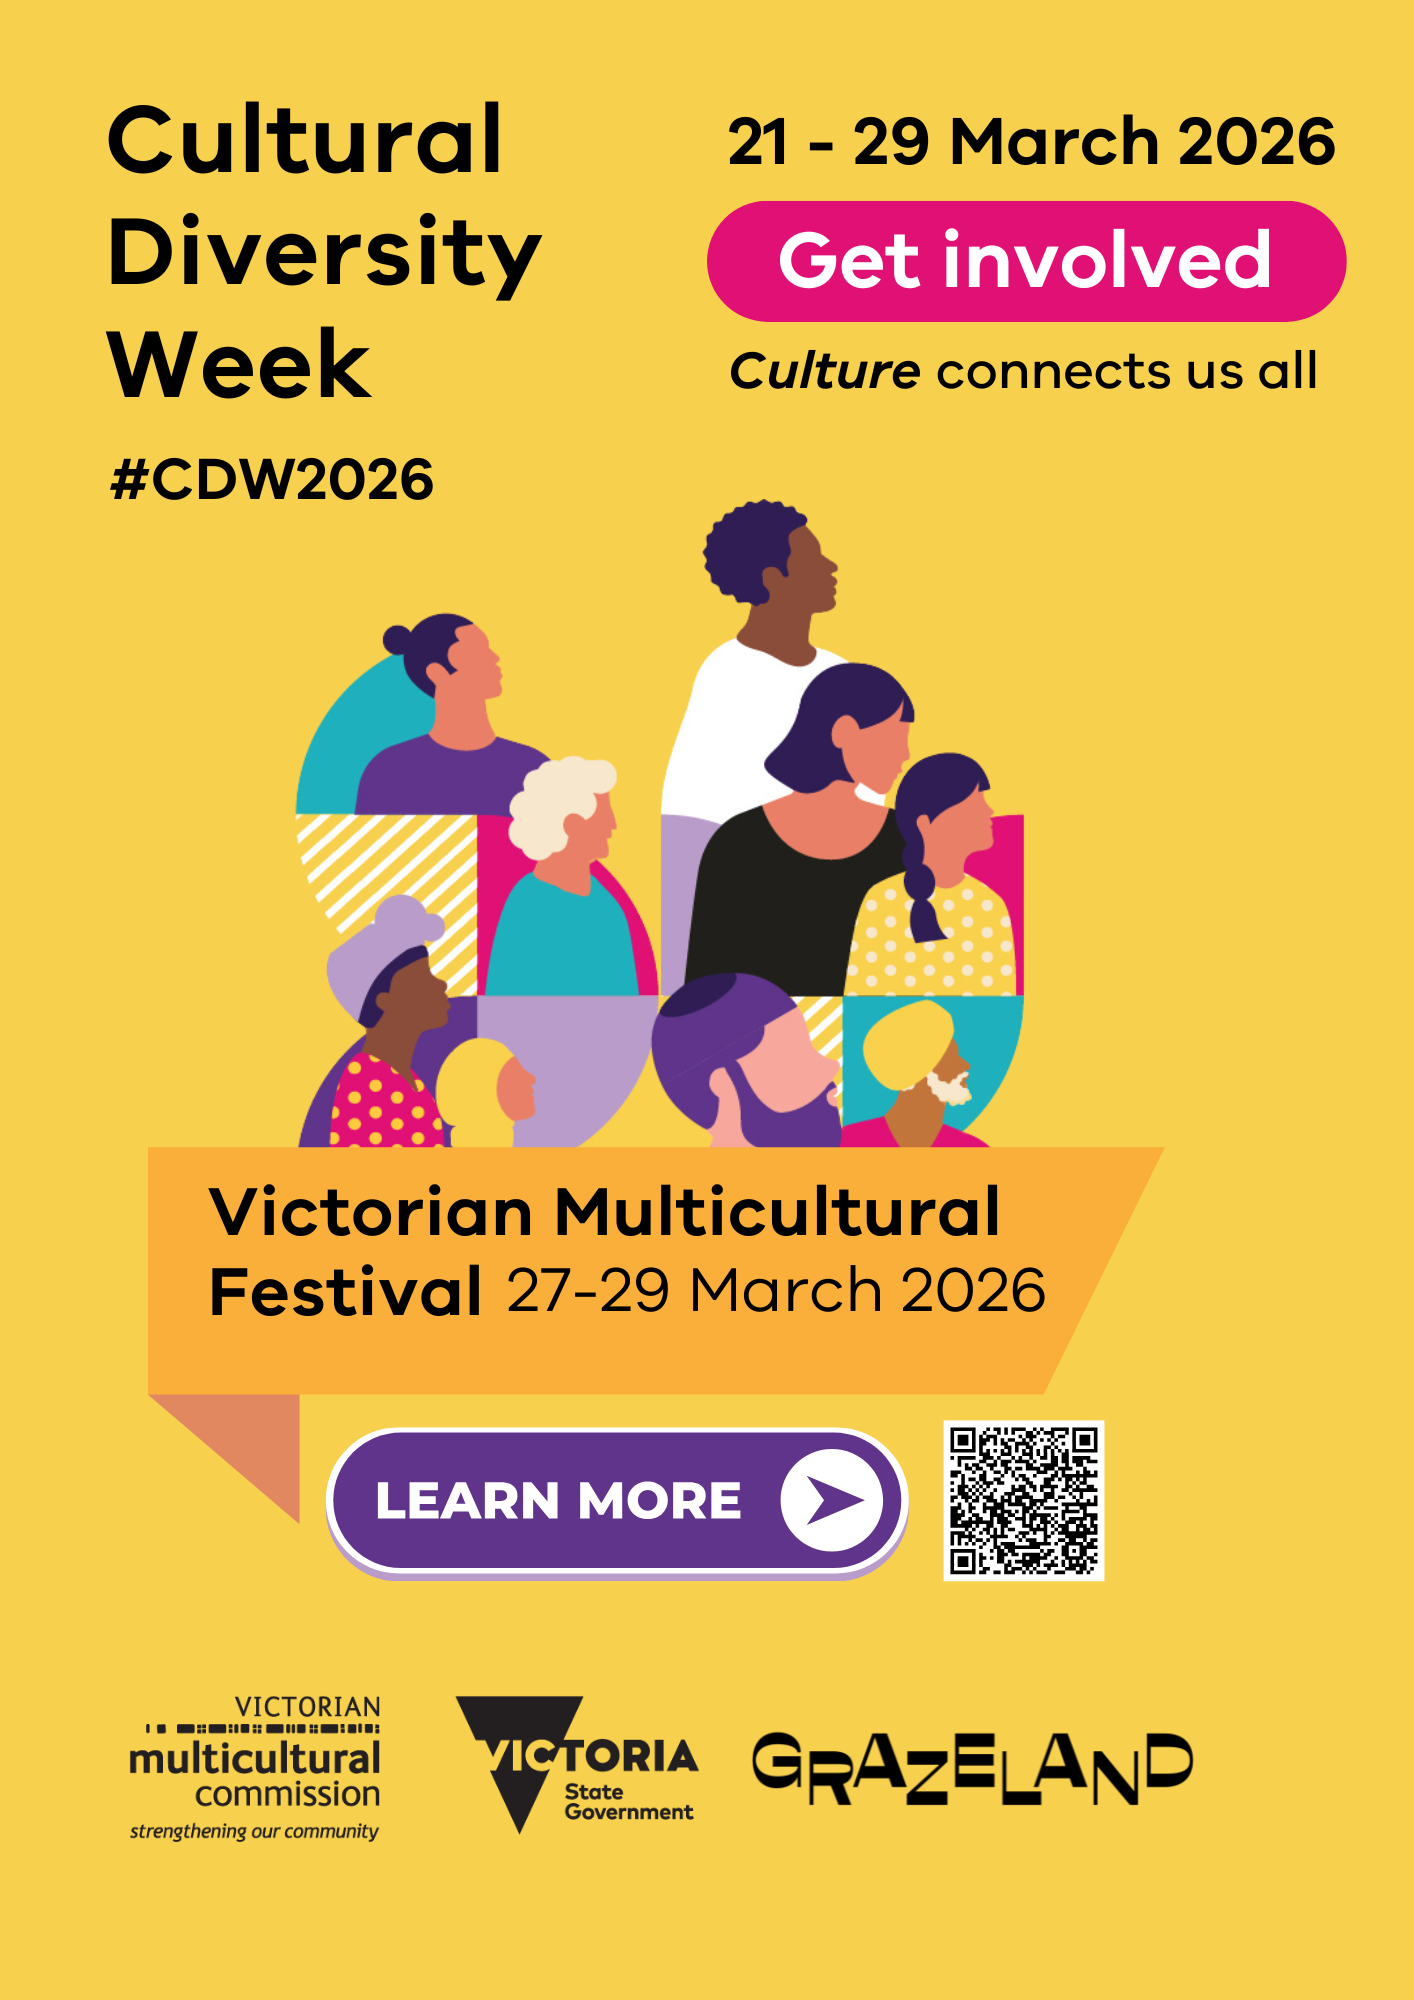 Cultural
Diversity
Week
#CDW2026
21 - 29 March 2026
Get involved
Culture connects us all
Victorian Multicultural
Festival 27-29 March 2026
LEARN MORE
VICTORIAN
multicultural
commission
strengthening our community
VICTORIA
State
Government
GRAZELAND